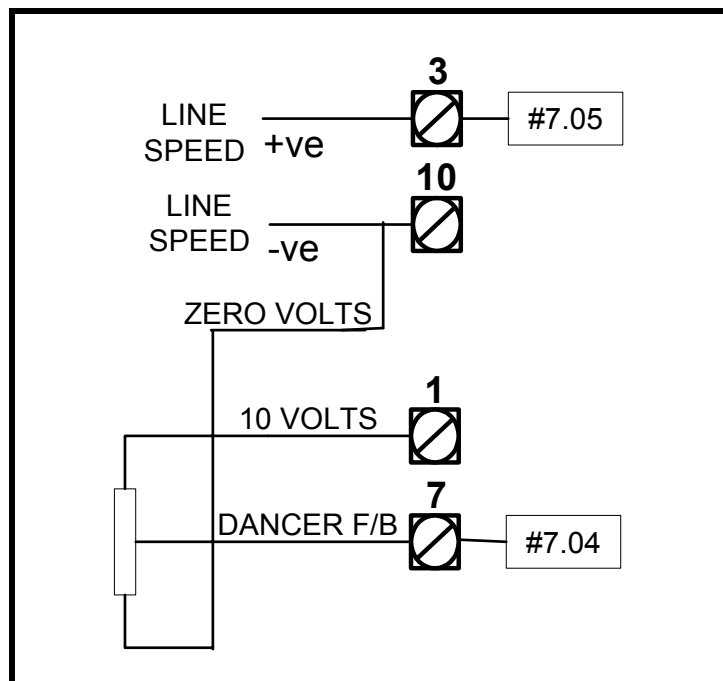 3
LINE
SPEED
+ve
#7.05
10
LINE
SPEED
-ve
ZERO VOLTS
1
10 VOLTS
7
DANCER F/B
#7.04